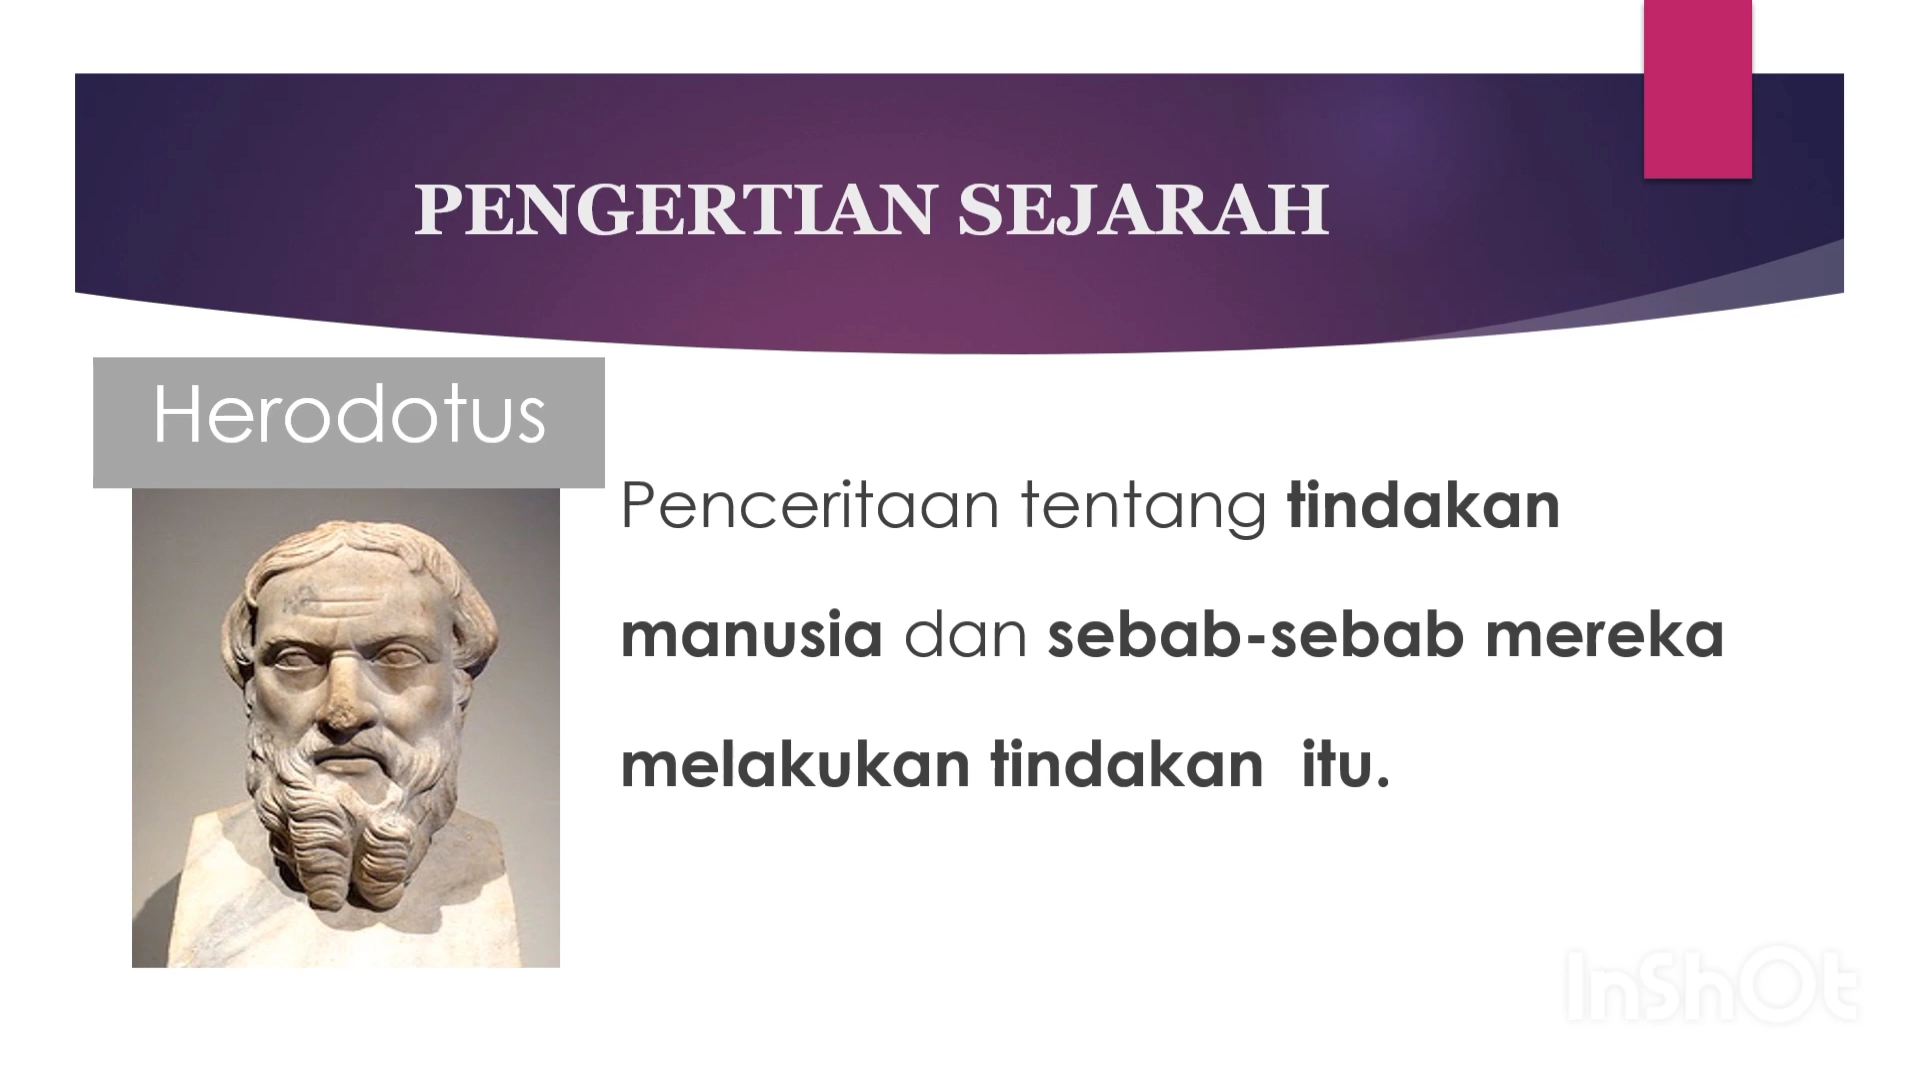 PENGERTIAN SEJARAH
Herodotus
Penceritaan tentang tindakan
manusia dan sebab-sebab mereka
melakukan tindakan  itu.
InShOt